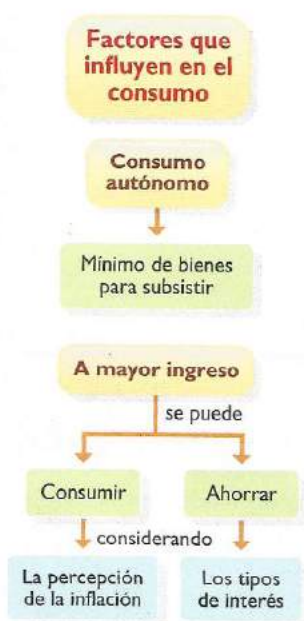 Factores que
influyen en el
consumo
Consumo
autónomo
Mínimo de bienes
para subsistir
A mayor ingreso
se puede
Consumir
Ahorrar
considerando
La percepción
de la inflación
Los tipos
de interés